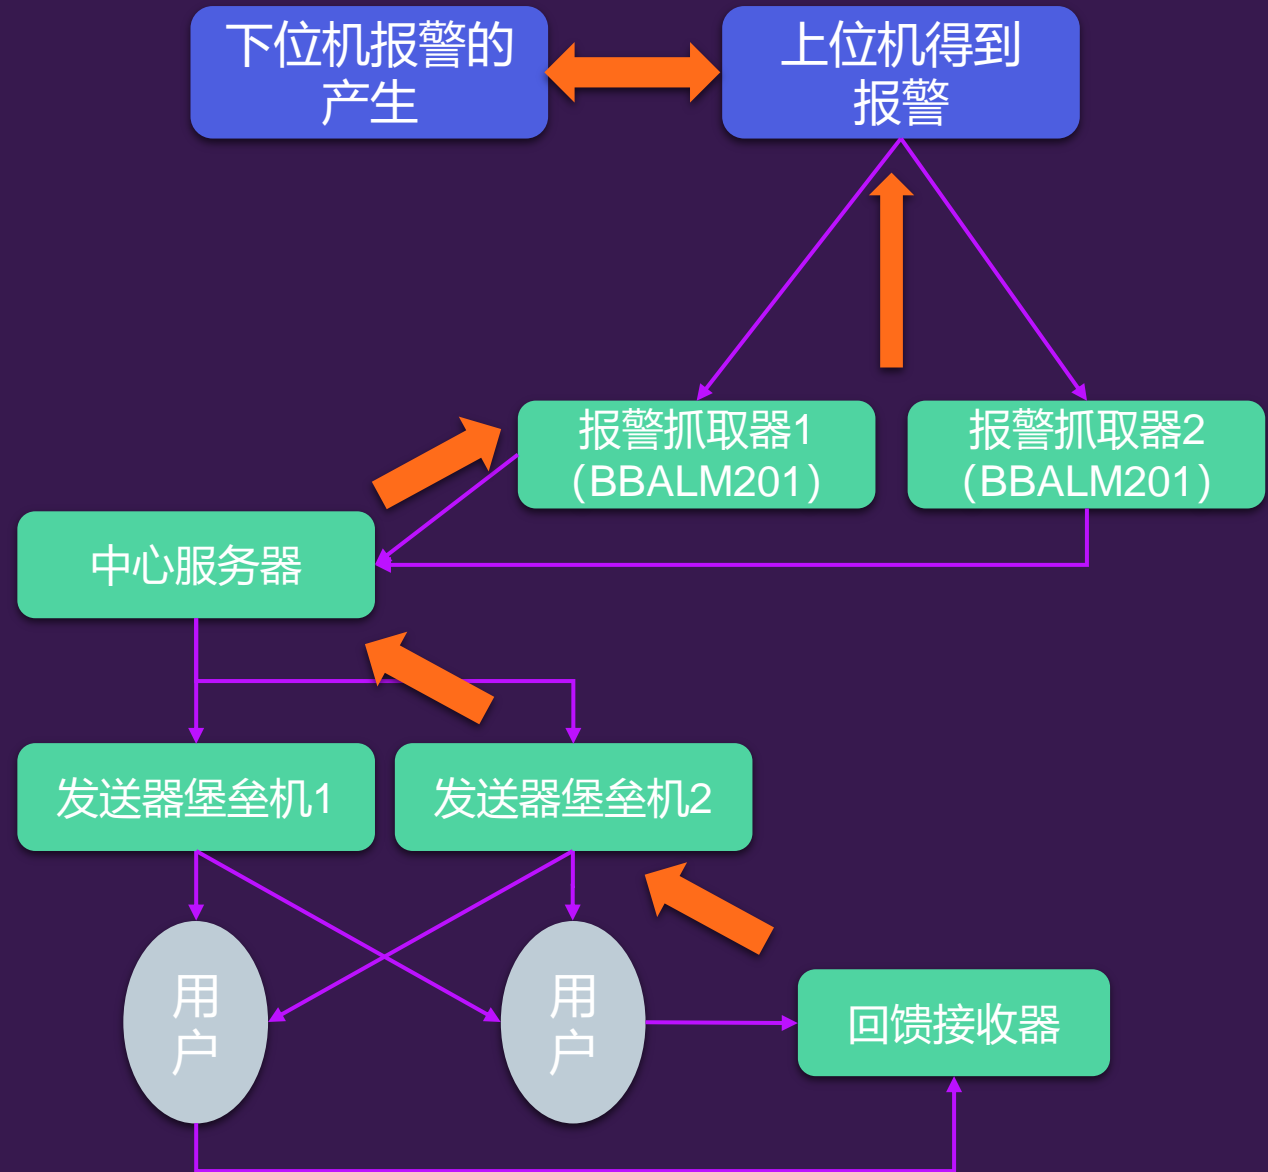 下位机报警的
产生
上位机得到
报警
报警抓取器1
（BBALM201）
报警抓取器2
（BBALM201）
中心服务器
发送器堡垒机1
发送器堡垒机2
用
户
用
户
回馈接收器